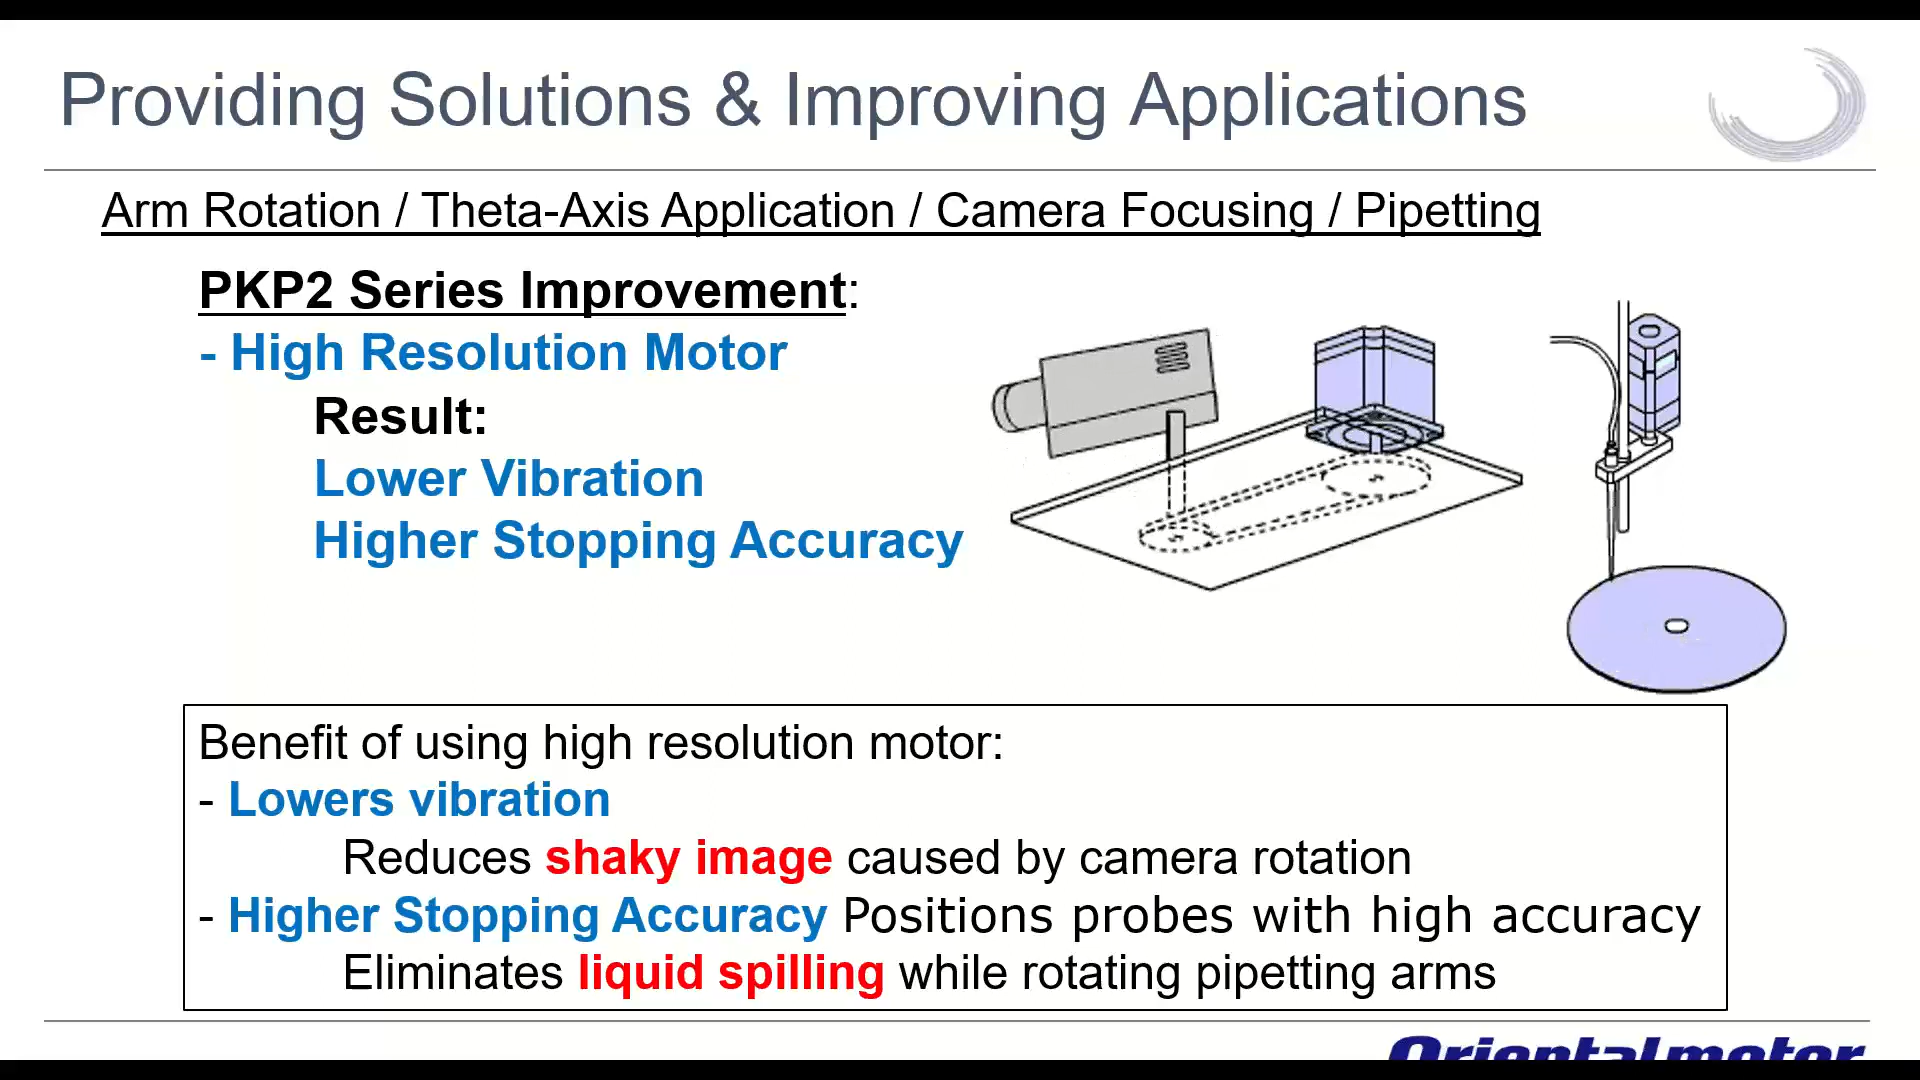 Providing Solutions & Improving Applications
Arm Rotation / Theta-Axis Application / Camera Focusing / Pipetting
PKP2 Series Improvement:
- High Resolution Motor
Result:
Lower Vibration
Higher Stopping Accuracy
Benefit of using high resolution motor:
- Lowers vibration
Reduces shaky image caused by camera rotation
- Higher Stopping Accuracy Positions probes with high accuracy
Eliminates liquid spilling while rotating pipetting arms
Orientalmotor